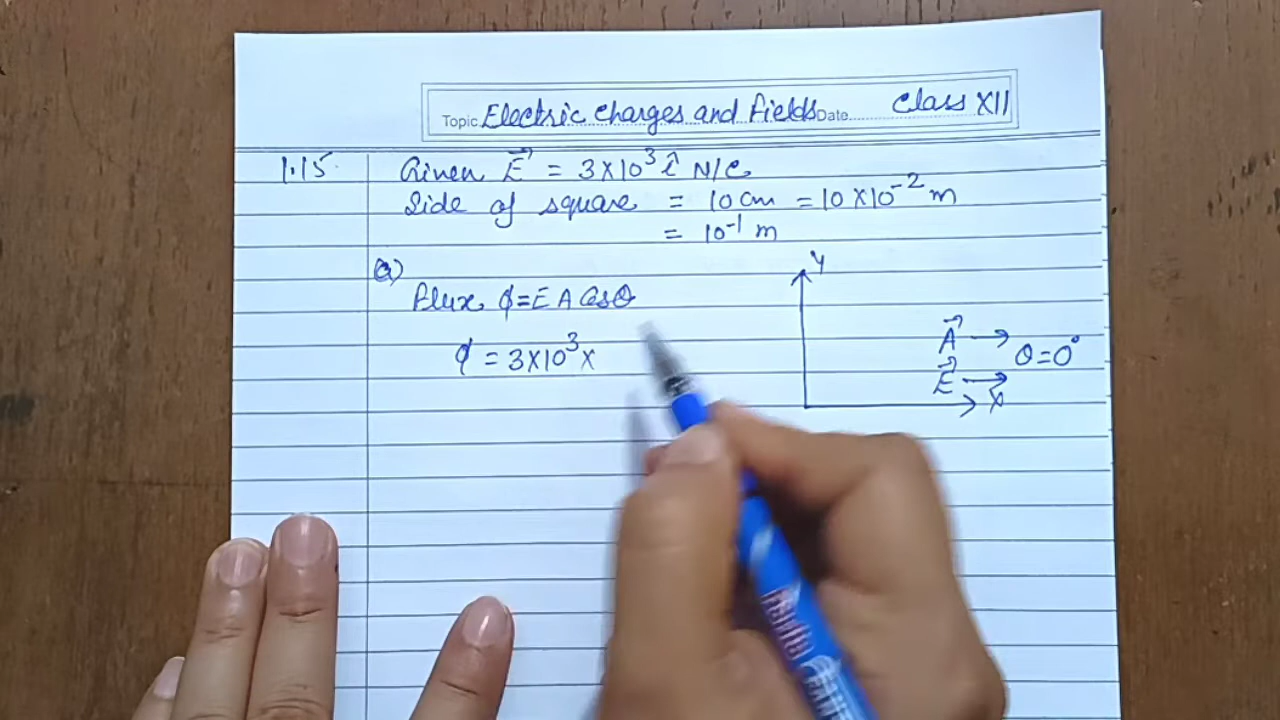 Topic Electric Charges and Fields Date Class XII
1.15 Given E⃗ = 3×10³ î N/C
Side of square = 10 cm = 10×10⁻² m
= 10⁻¹ m
(a)
Flux ϕ=EA Cosθ
ϕ = 3×10³×
Y
A⃗ →
θ=0°
E⃗ →
X